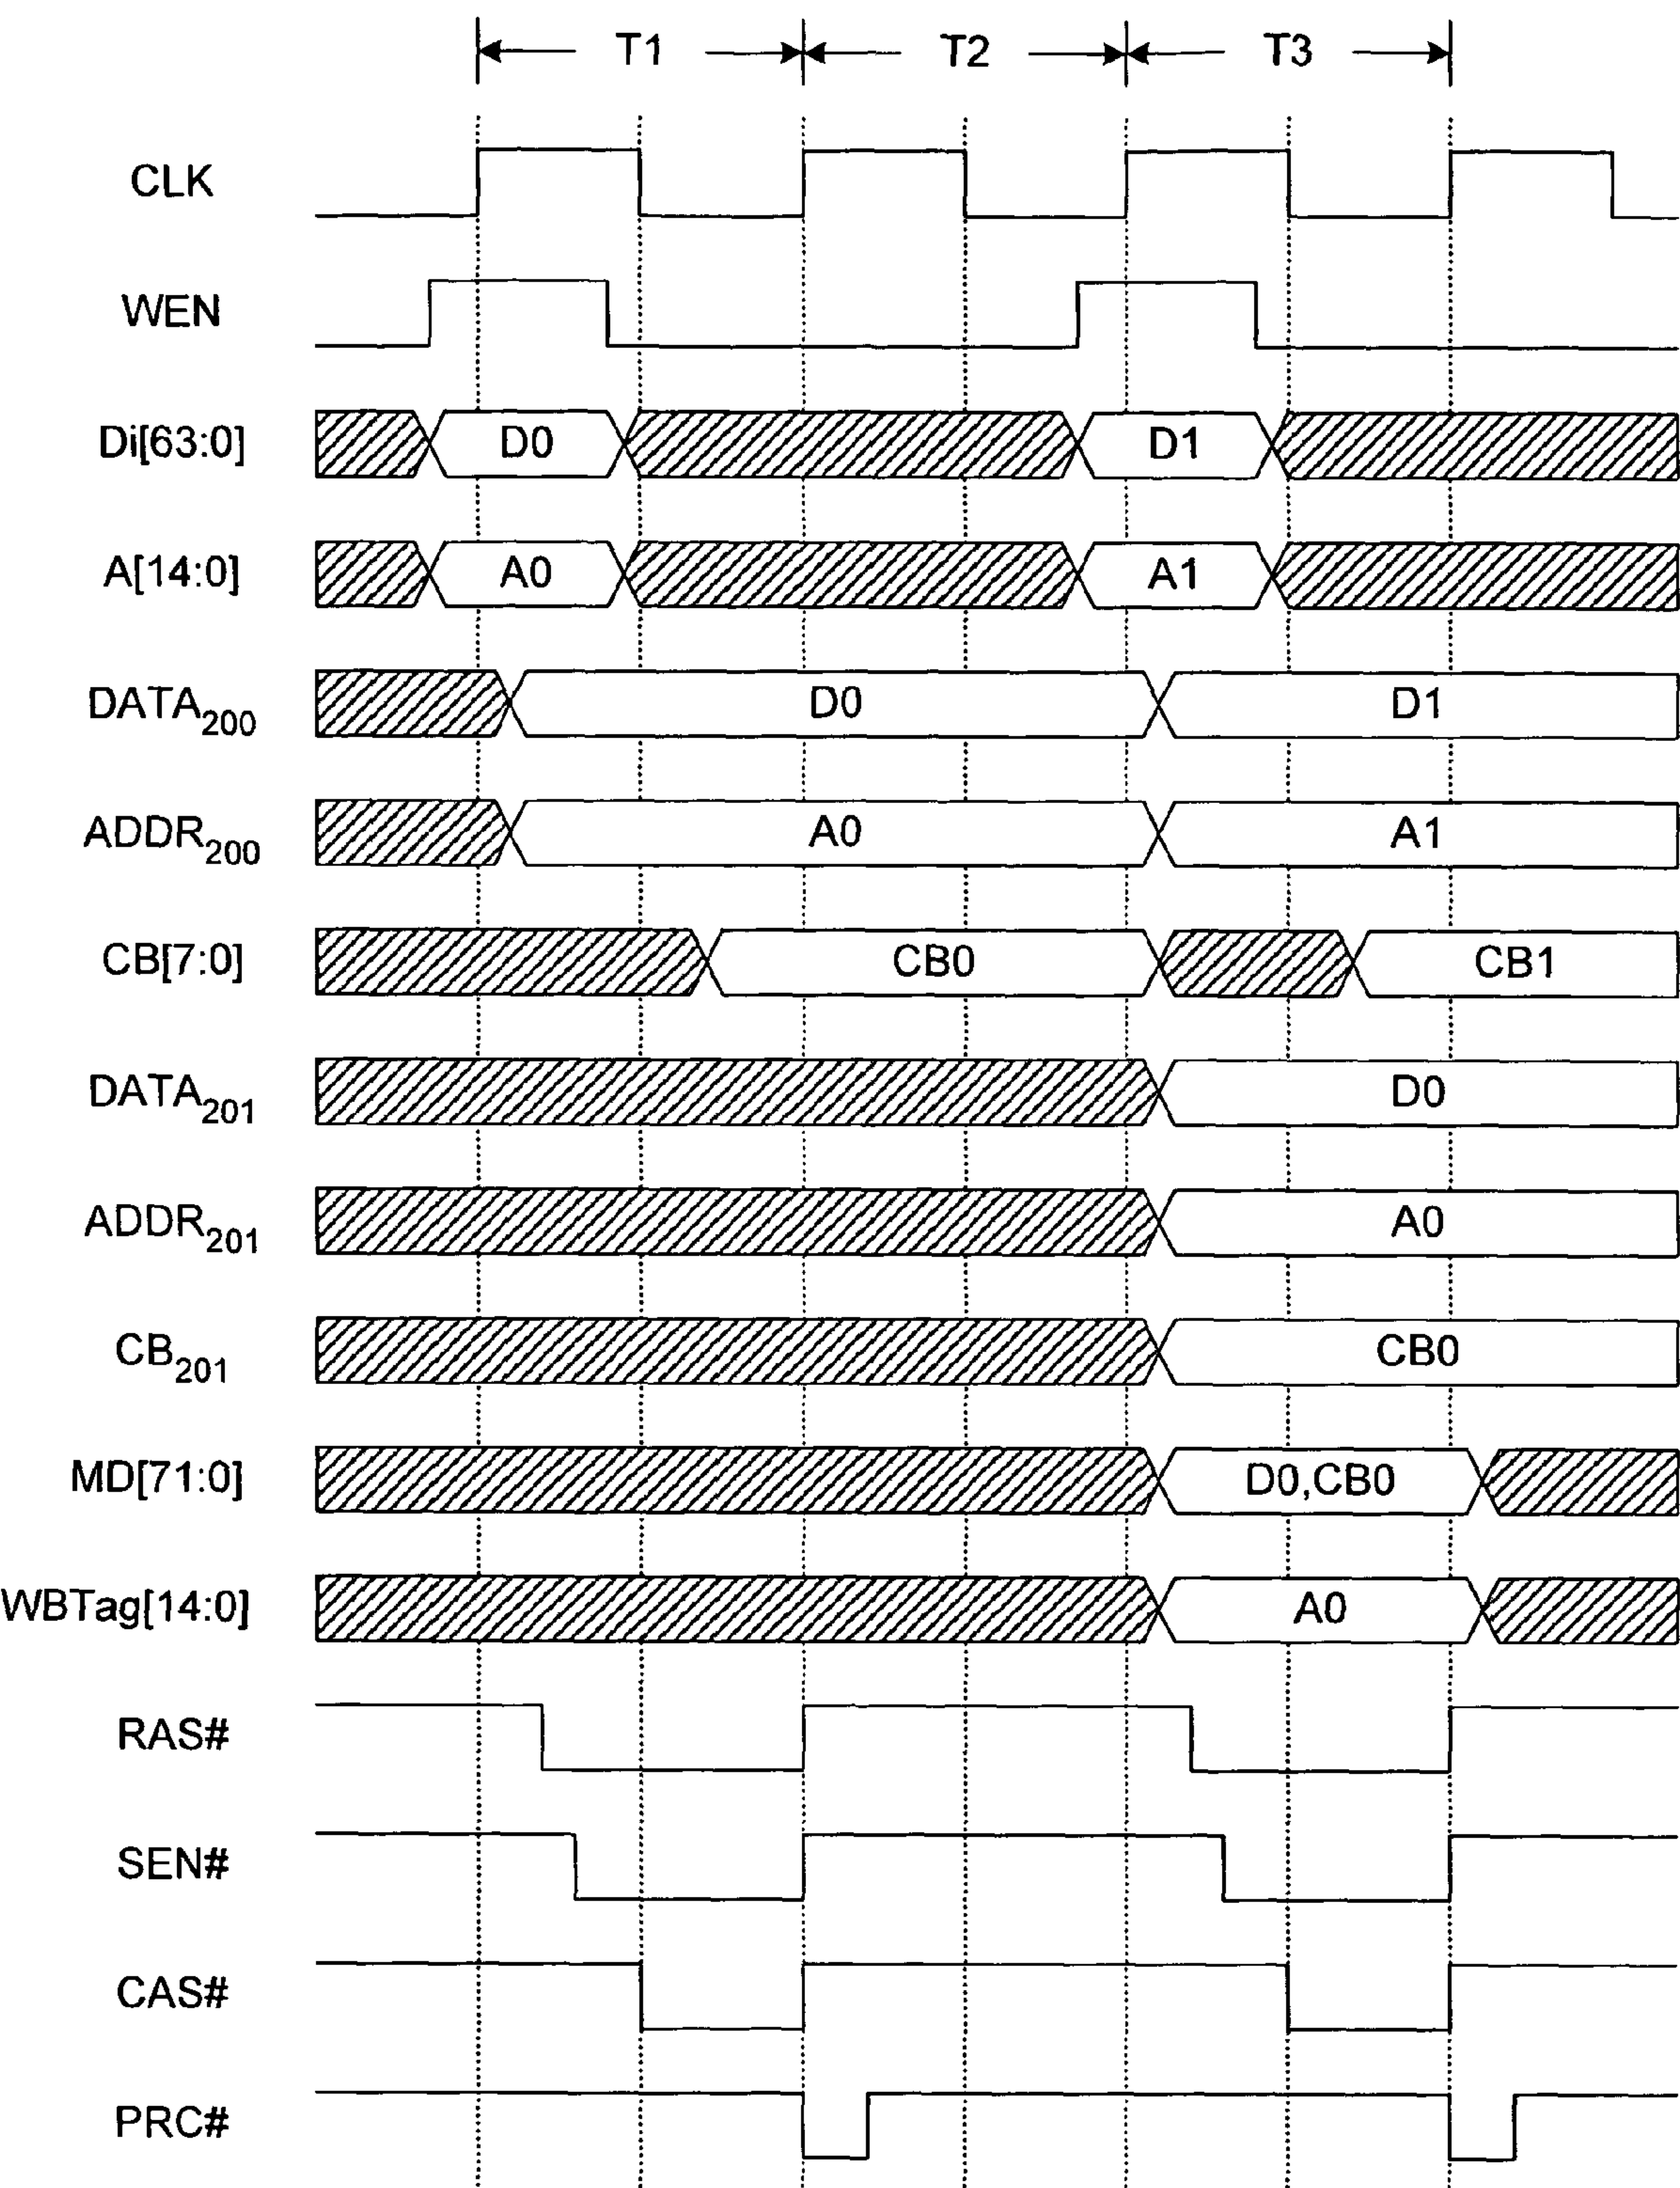 T1 T2 T3
CLK
WEN
Di[63:0] D0 D1
A[14:0] A0 A1
DATA200 D0 D1
ADDR200 A0 A1
CB[7:0] CB0 CB1
DATA201 D0
ADDR201 A0
CB201 CB0
MD[71:0] D0,CB0
WBTag[14:0] A0
RAS#
SEN#
CAS#
PRC#